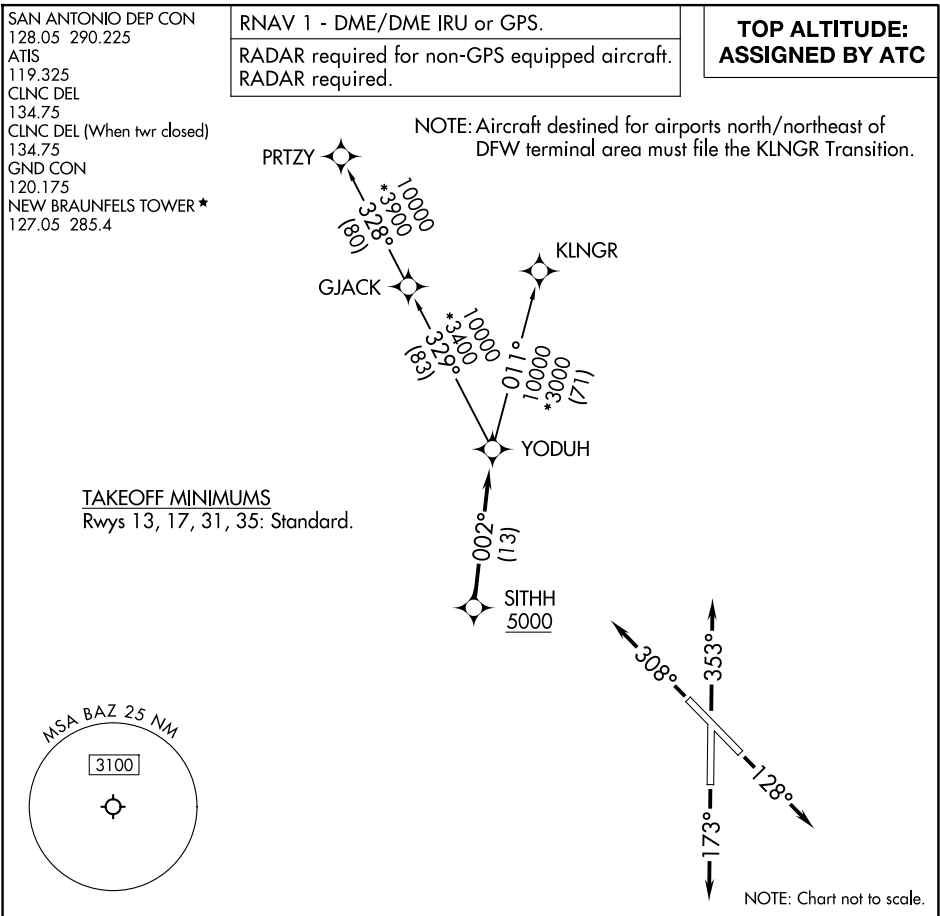 SAN ANTONIO DEP CON
128.05 290.225
ATIS
119.325
CLNC DEL
134.75
CLNC DEL (When twr closed)
134.75
GND CON
120.175
NEW BRAUNFELS TOWER ★
127.05 285.4
RNAV 1 - DME/DME IRU or GPS.
RADAR required for non-GPS equipped aircraft.
RADAR required.
TOP ALTITUDE:
ASSIGNED BY ATC
NOTE: Aircraft destined for airports north/northeast of
DFW terminal area must file the KLNGR Transition.
PRTZY
10000
*3900
328°
(80)
GJACK
KLNGR
10000
*3400
329°
(83)
011°
10000
*3000
(71)
YODUH
TAKEOFF MINIMUMS
Rwys 13, 17, 31, 35: Standard.
002°
(13)
SITHH
5000
308°
353°
128°
173°
MSA BAZ 25 NM
3100
NOTE: Chart not to scale.